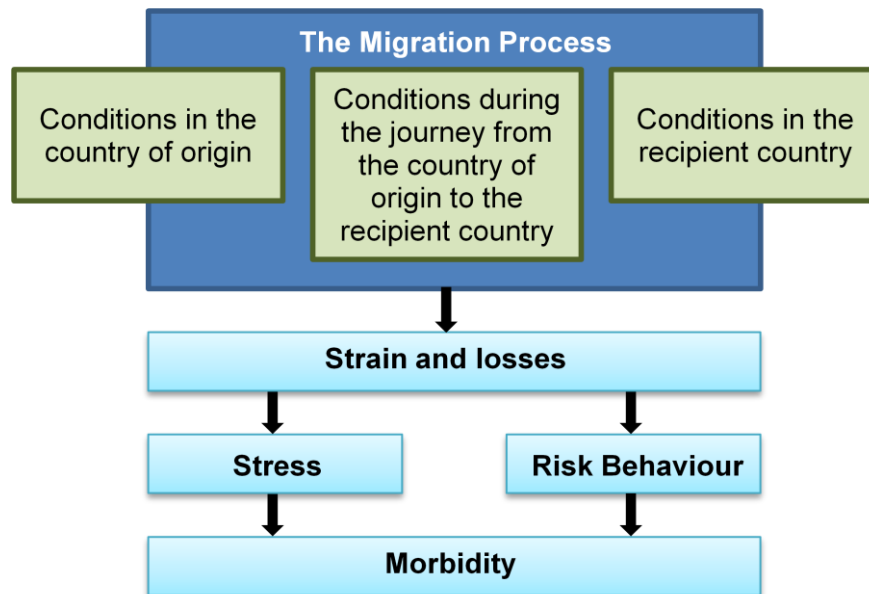 The Migration Process
Conditions in the
country of origin
Conditions during
the journey from
the country of
origin to the
recipient country
Conditions in the
recipient country
Strain and losses
Stress
Risk Behaviour
Morbidity